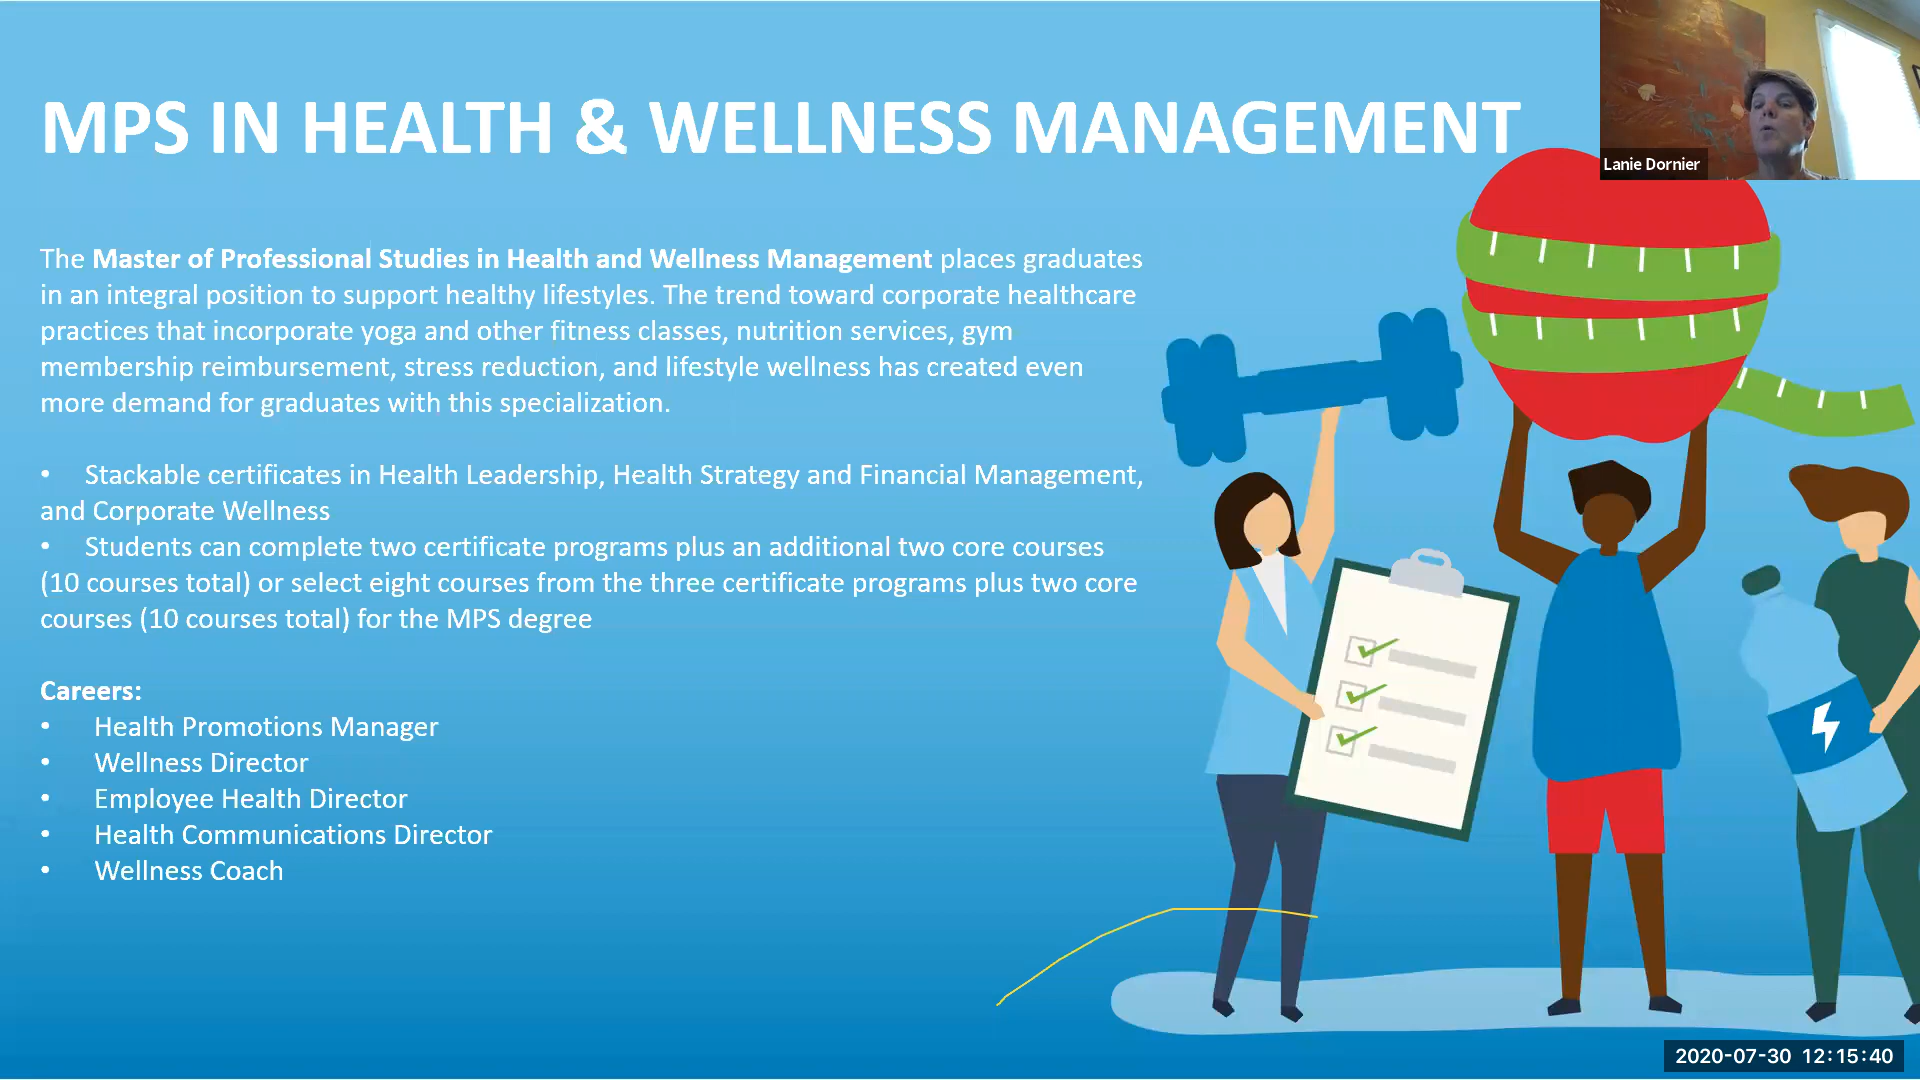 MPS IN HEALTH & WELLNESS MANAGEMENT
Lanie Dornier
The Master of Professional Studies in Health and Wellness Management places graduates
in an integral position to support healthy lifestyles. The trend toward corporate healthcare
practices that incorporate yoga and other fitness classes, nutrition services, gym
membership reimbursement, stress reduction, and lifestyle wellness has created even
more demand for graduates with this specialization.
• Stackable certificates in Health Leadership, Health Strategy and Financial Management,
and Corporate Wellness
• Students can complete two certificate programs plus an additional two core courses
(10 courses total) or select eight courses from the three certificate programs plus two core
courses (10 courses total) for the MPS degree
Careers:
• Health Promotions Manager
• Wellness Director
• Employee Health Director
• Health Communications Director
• Wellness Coach
2020-07-30 12:15:40